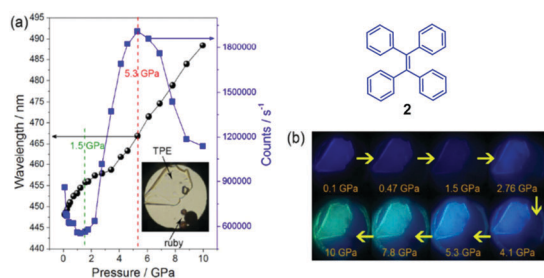 (a)
495
490
485
480
475
470
465
460
455
450
445
440
Wavelength / nm
0 2 4 6 8 10
Pressure / GPa
1800000
1500000
1200000
900000
600000
Counts / s⁻¹
5.3 GPa
1.5 GPa
TPE
ruby
2
(b)
0.1 GPa 0.47 GPa 1.5 GPa 2.76 GPa
10 GPa 7.8 GPa 5.3 GPa 4.1 GPa